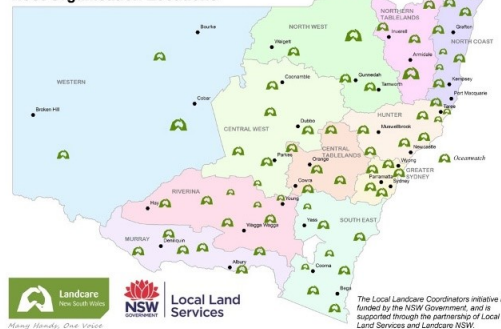 NORTHERN
TABLELANDS
NORTH WEST
Bourke
Grafton
Inverell
NORTH COAST
Walgett
Armidale
WESTERN
Coonamble
Gunnedah
Tamworth
Kempsey
Port Macquarie
Cobar
Taree
Broken Hill
HUNTER
Dubbo
Muswellbrook
CENTRAL WEST
CENTRAL
TABLELANDS
Newcastle
Parkes
Orange
Wyong
Oceanwatch
GREATER
SYDNEY
Parramatta
Sydney
Cowra
RIVERINA
Young
Hay
SOUTH EAST
Yass
Wagga Wagga
MURRAY
Deniliquin
Albury
Cooma
Bega
Landcare
New South Wales
Many Hands, One Voice
NSW
GOVERNMENT
Local Land
Services
The Local Landcare Coordinators initiative
funded by the NSW Government, and is
supported through the partnership of Local
Land Services and Landcare NSW.